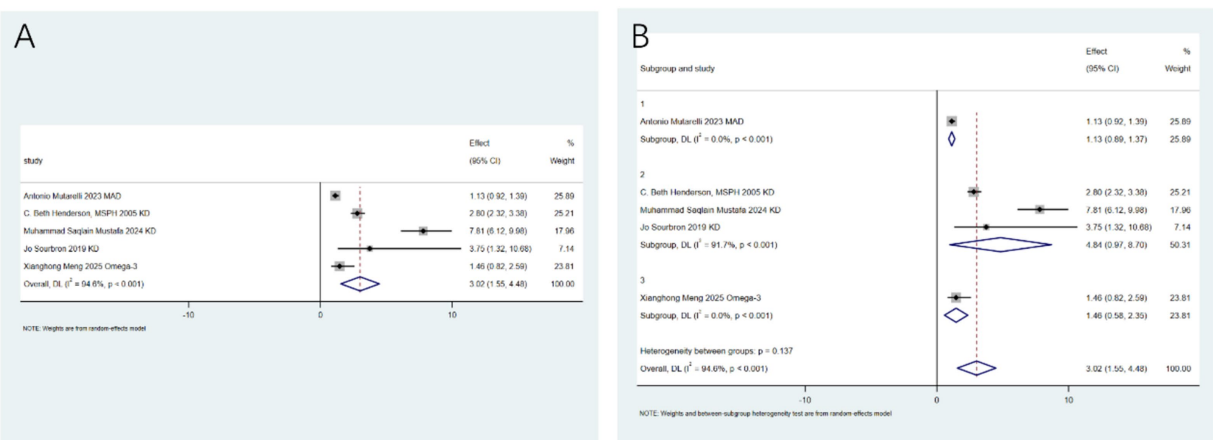 A
Effect %
study (95% CI) Weight
Antonio Mutarelli 2023 MAD 1.13 (0.92, 1.39) 25.89
C. Beth Henderson, MSPH 2005 KD 2.80 (2.32, 3.38) 25.21
Muhammad Saqlain Mustafa 2024 KD 7.81 (6.12, 9.98) 17.96
Jo Sourbron 2019 KD 3.75 (1.32, 10.68) 7.14
Xianghong Meng 2025 Omega-3 1.46 (0.82, 2.59) 23.81
Overall, DL (I² = 94.6%, p < 0.001) 3.02 (1.55, 4.48) 100.00
-10 0 10
NOTE: Weights are from random-effects model
B
Effect %
Subgroup and study (95% CI) Weight
1
Antonio Mutarelli 2023 MAD 1.13 (0.92, 1.39) 25.89
Subgroup, DL (I² = 0.0%, p < 0.001) 1.13 (0.89, 1.37) 25.89
2
C. Beth Henderson, MSPH 2005 KD 2.80 (2.32, 3.38) 25.21
Muhammad Saqlain Mustafa 2024 KD 7.81 (6.12, 9.98) 17.96
Jo Sourbron 2019 KD 3.75 (1.32, 10.68) 7.14
Subgroup, DL (I² = 91.7%, p < 0.001) 4.84 (0.97, 8.70) 50.31
3
Xianghong Meng 2025 Omega-3 1.46 (0.82, 2.59) 23.81
Subgroup, DL (I² = 0.0%, p < 0.001) 1.46 (0.58, 2.35) 23.81
Heterogeneity between groups: p = 0.137
Overall, DL (I² = 94.6%, p < 0.001) 3.02 (1.55, 4.48) 100.00
-10 0 10
NOTE: Weights and between-subgroup heterogeneity test are from random-effects model